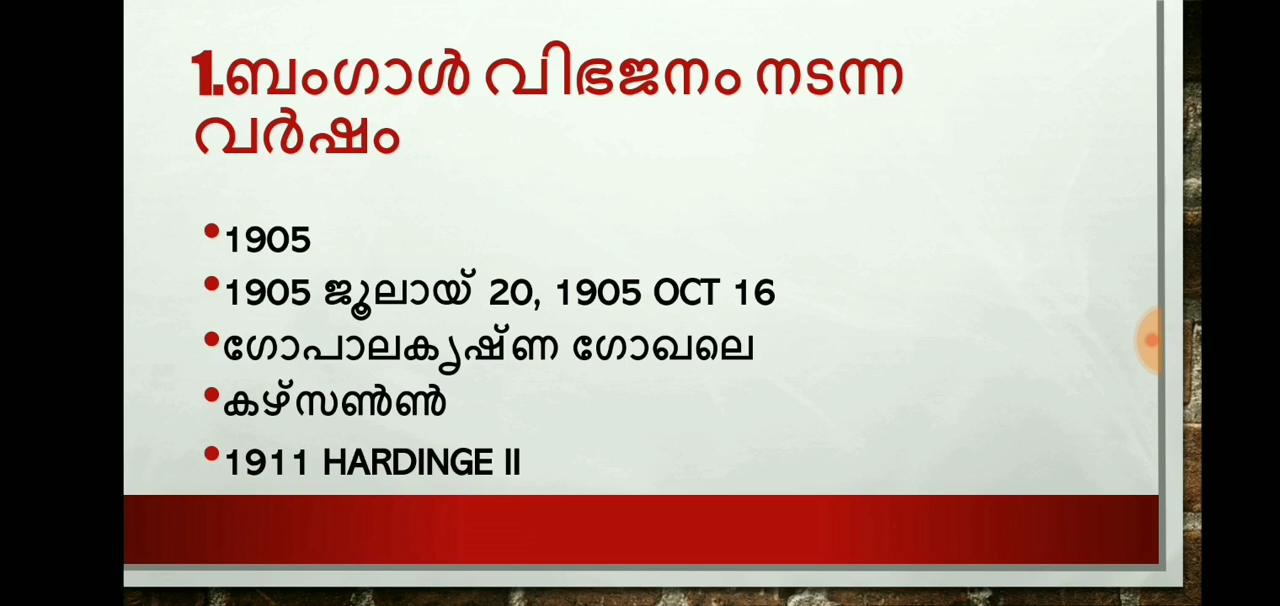 1.ബംഗാൾ വിഭജനം നടന്ന
വർഷം
•1905
•1905 ജൂലായ് 20, 1905 OCT 16
•ഗോപാലകൃഷ്ണ ഗോഖലെ
•കഴ്സൺൺ
•1911 HARDINGE II